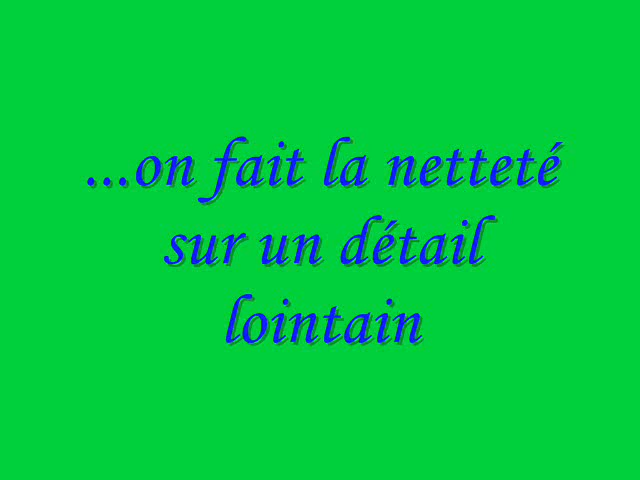 ...on fait la netteté
sur un détail
lointain